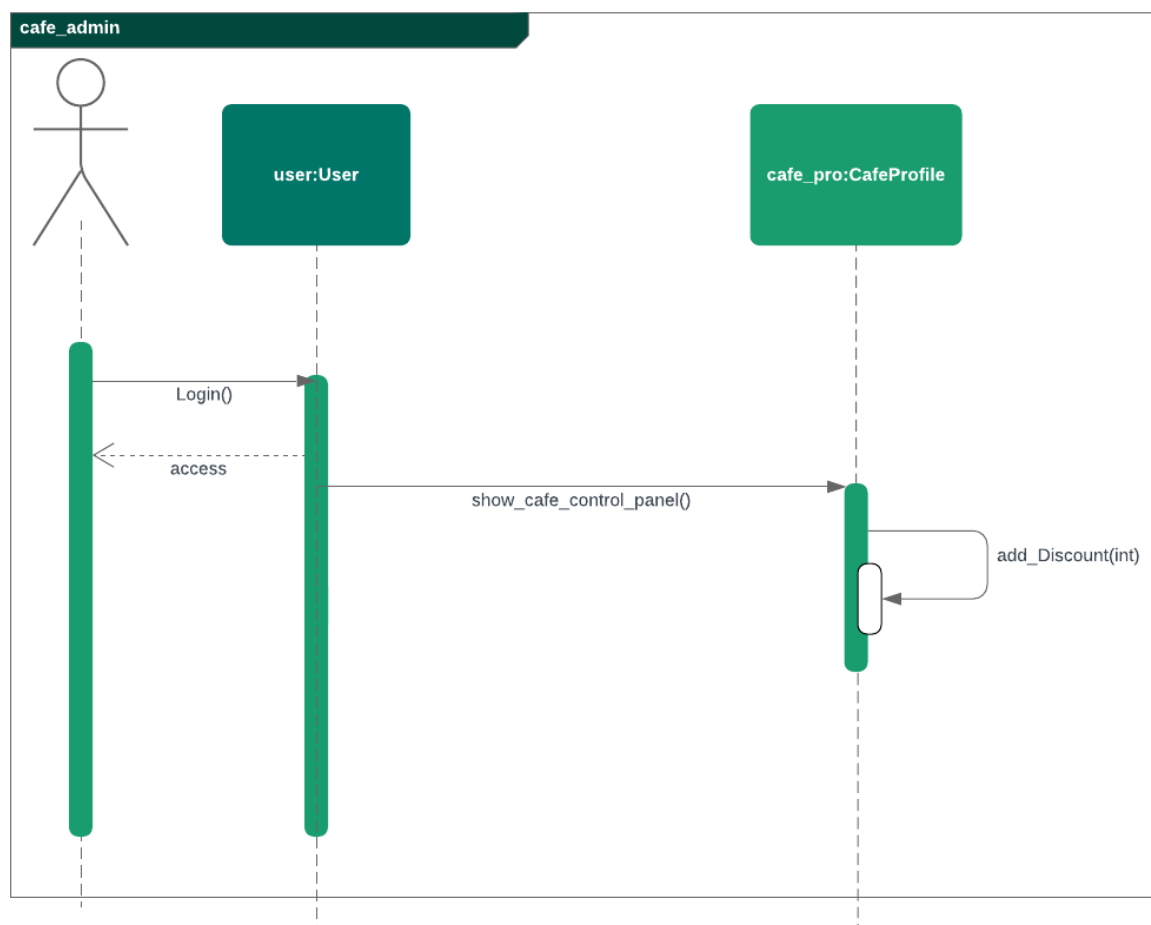 cafe_admin
user:User
cafe_pro:CafeProfile
Login()
access
show_cafe_control_panel()
add_Discount(int)